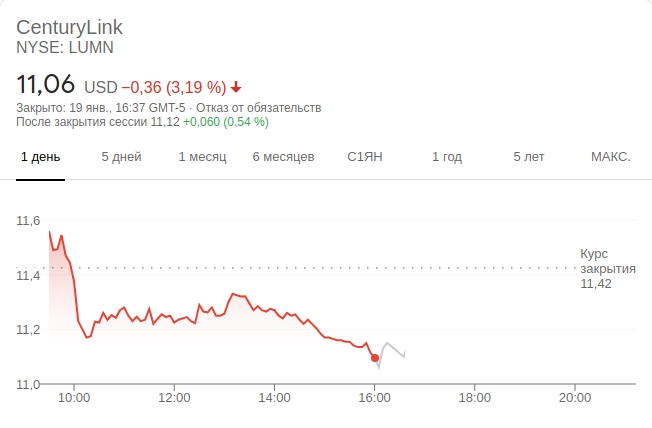 CenturyLink
NYSE: LUMN
11,06 USD −0,36 (3,19 %)
Закрыто: 19 янв., 16:37 GMT-5 · Отказ от обязательств
После закрытия сессии 11,12 +0,060 (0,54 %)
1 день 5 дней 1 месяц 6 месяцев С1ЯН 1 год 5 лет МАКС.
11,6
Курс
11,4 закрытия
11,42
11,2
11,0
10:00 12:00 14:00 16:00 18:00 20:00